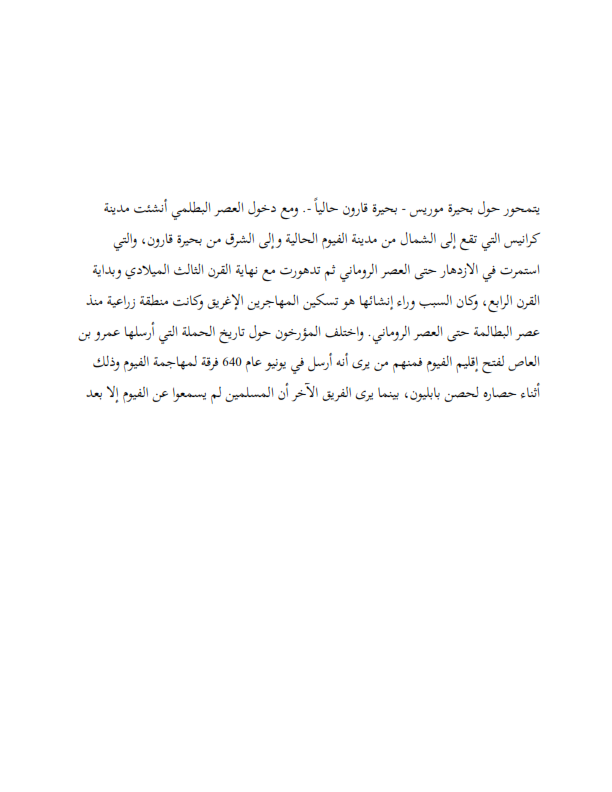 يتمحور حول بحيرة موريس - بحيرة قارون حالياً -. ومع دخول العصر البطلمي أنشئت مدينة
كرانيس التي تقع إلى الشمال من مدينة الفيوم الحالية وإلى الشرق من بحيرة قارون، والتي
استمرت في الازدهار حتى العصر الروماني ثم تدهورت مع نهاية القرن الثالث الميلادي وبداية
القرن الرابع، وكان السبب وراء إنشائها هو تسكين المهاجرين الإغريق وكانت منطقة زراعية منذ
عصر البطالمة حتى العصر الروماني. واختلف المؤرخون حول تاريخ الحملة التي أرسلها عمرو بن
العاص لفتح إقليم الفيوم فمنهم من يرى أنه أرسل في يونيو عام 640 فرقة لمهاجمة الفيوم وذلك
أثناء حصاره لحصن بابليون، بينما يرى الفريق الآخر أن المسلمين لم يسمعوا عن الفيوم إلا بعد